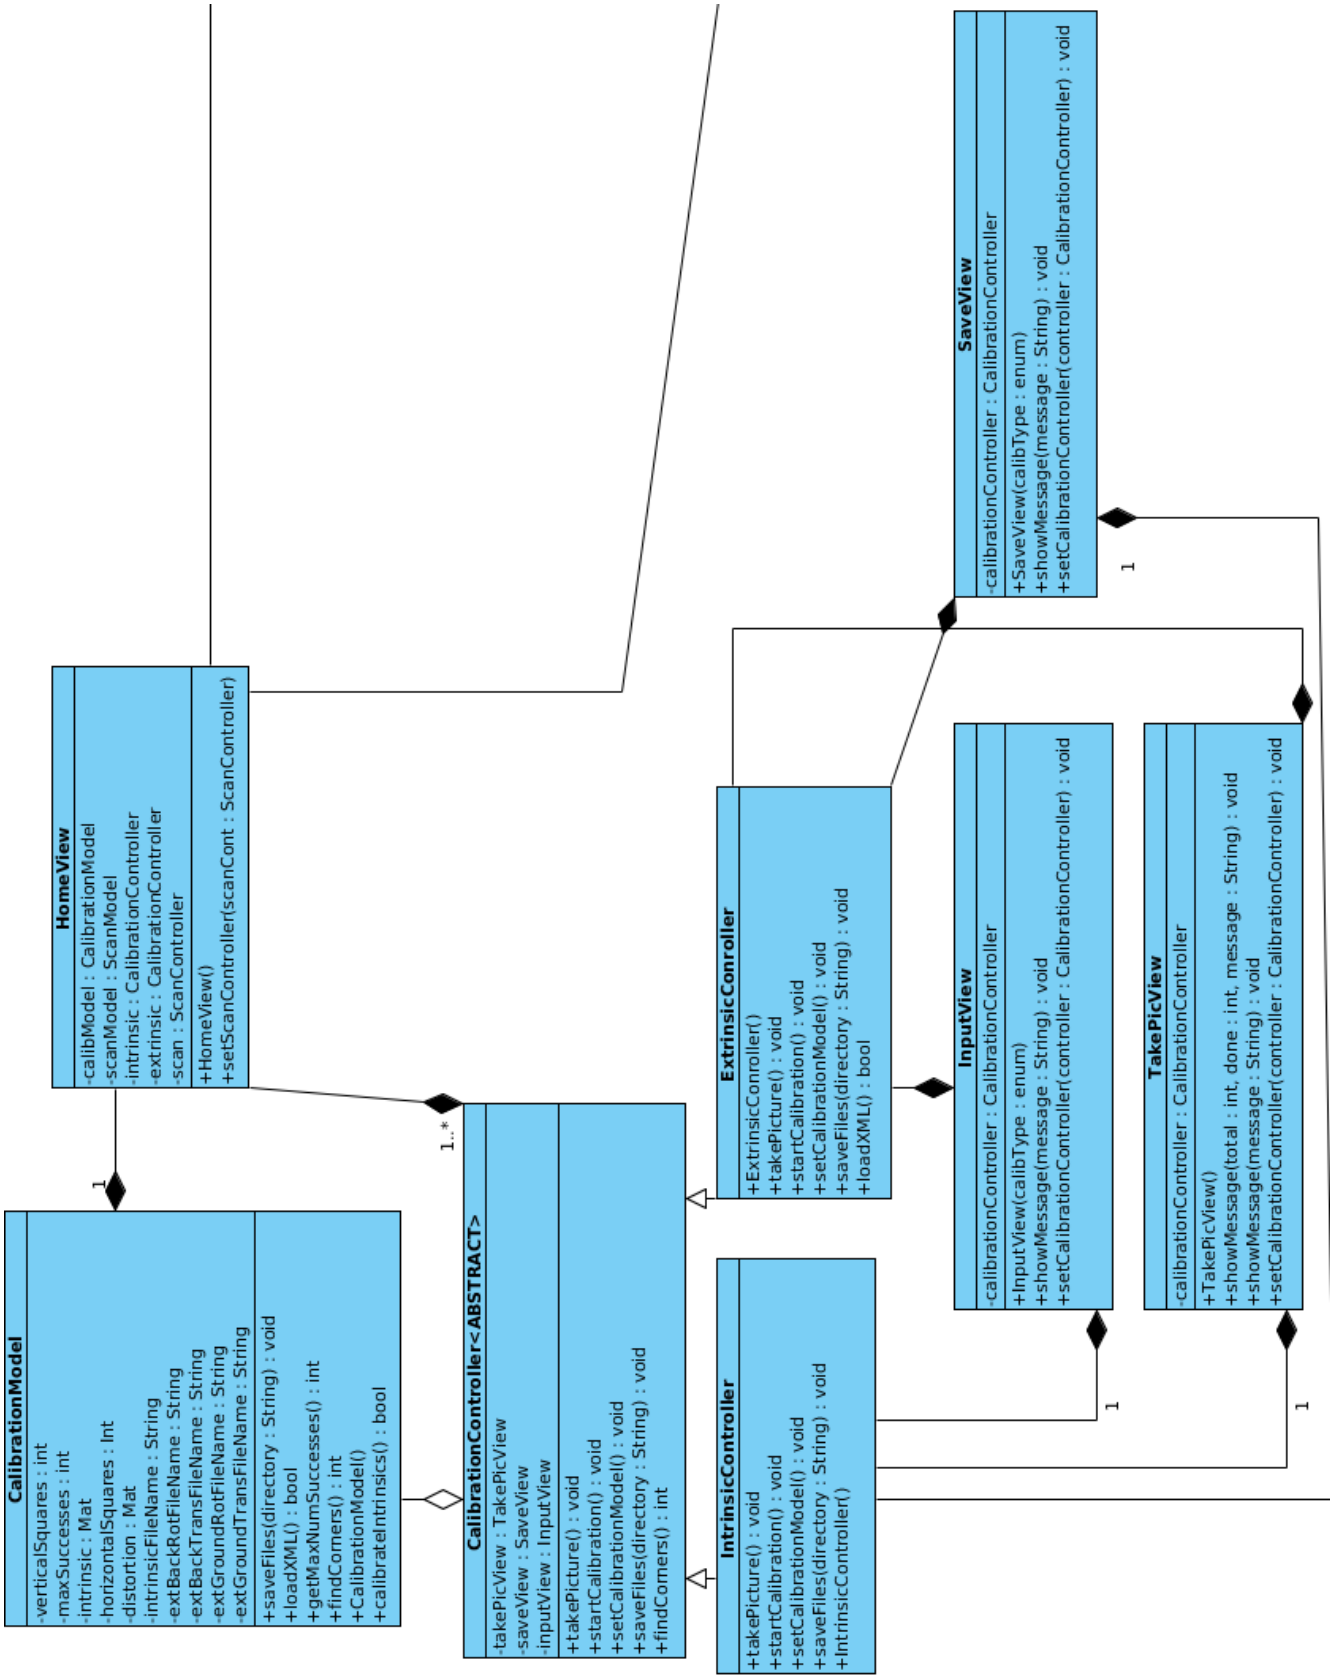 CalibrationModel
-verticalSquares : int
-maxSuccesses : int
-intrinsic : Mat
-horizontalSquares : Int
-distortion : Mat
-intrinsicFileName : String
-extBackRotFileName : String
-extBackTransFileName : String
-extGroundRotFileName : String
-extGroundTransFileName : String
+saveFiles(directory : String) : void
+loadXML() : bool
+getMaxNumSuccesses() : int
+findCorners() : int
+CalibrationModel()
+calibrateIntrinsics() : bool
1
HomeView
-calibModel : CalibrationModel
-scanModel : ScanModel
-intrinsic : CalibrationController
-extrinsic : CalibrationController
-scan : ScanController
+HomeView()
+setScanController(scanCont : ScanController)
1..*
CalibrationController<ABSTRACT>
-takePicView : TakePicView
-saveView : SaveView
-inputView : InputView
+takePicture() : void
+startCalibration() : void
+setCalibrationModel() : void
+saveFiles(directory : String) : void
+findCorners() : int
IntrinsicController
+takePicture() : void
+startCalibration() : void
+setCalibrationModel() : void
+saveFiles(directory : String) : void
+IntrinsicController()
ExtrinsicConroller
+ExtrinsicController()
+takePicture() : void
+startCalibration() : void
+setCalibrationModel() : void
+saveFiles(directory : String) : void
+loadXML() : bool
InputView
-calibrationController : CalibrationController
+InputView(calibType : enum)
+showMessage(message : String) : void
+setCalibrationController(controller : CalibrationController) : void
1
SaveView
-calibrationController : CalibrationController
+SaveView(calibType : enum)
+showMessage(message : String) : void
+setCalibrationController(controller : CalibrationController) : void
1
TakePicView
-calibrationController : CalibrationController
+TakePicView()
+showMessage(total : int, done : int, message : String) : void
+showMessage(message : String) : void
+setCalibrationController(controller : CalibrationController) : void
1